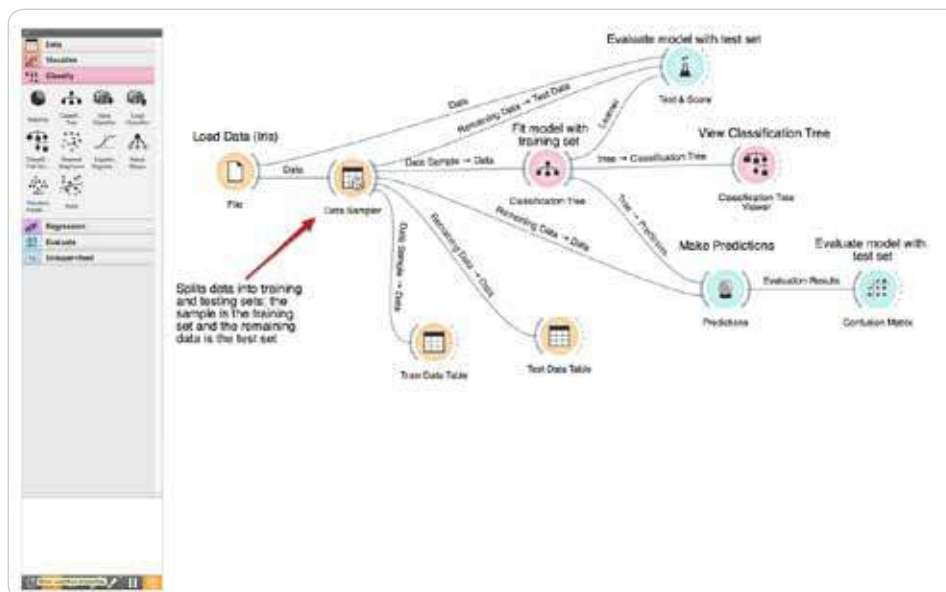 Data
Visualize
Classify
Regression
Evaluate
Unsupervised
Load Data (Iris)
File
Data
Data
Data Sampler
Splits data into training
and testing sets: the
sample is the training
set and the remaining
data is the test set
Remaining Data → Test Data
Data Sample → Data
Data Sample → Data
Remaining Data → Data
Remaining Data → Data
Train Data Table
Test Data Table
Fit model with
training set
Classification Tree
Learner
Evaluate model with test set
Test & Score
Tree → Classification Tree
View Classification Tree
Classification Tree
Viewer
Tree → Predictors
Make Predictions
Predictions
Evaluation Results
Evaluate model with
test set
Confusion Matrix